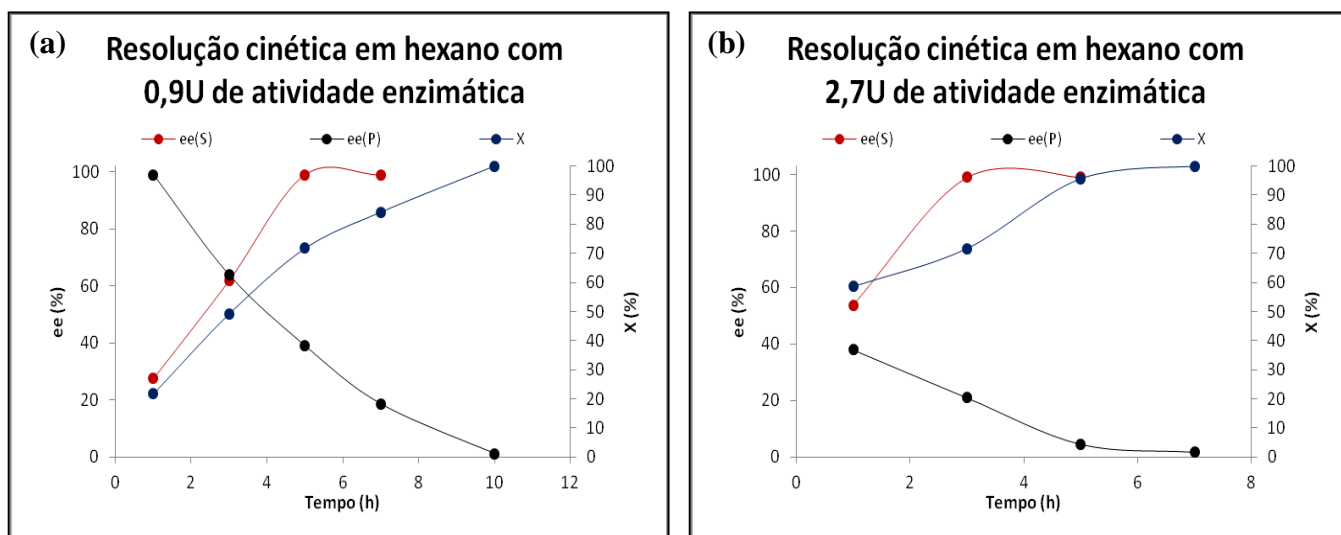 (a)
Resolução cinética em hexano com
0,9U de atividade enzimática
ee(S) ee(P) X
100
80
60
40
20
0
ee (%)
100
90
80
70
60
50
40
30
20
10
0
X (%)
0 2 4 6 8 10 12
Tempo (h)
(b)
Resolução cinética em hexano com
2,7U de atividade enzimática
ee(S) ee(P) X
100
80
60
40
20
0
ee (%)
100
90
80
70
60
50
40
30
20
10
0
X (%)
0 2 4 6 8
Tempo (h)